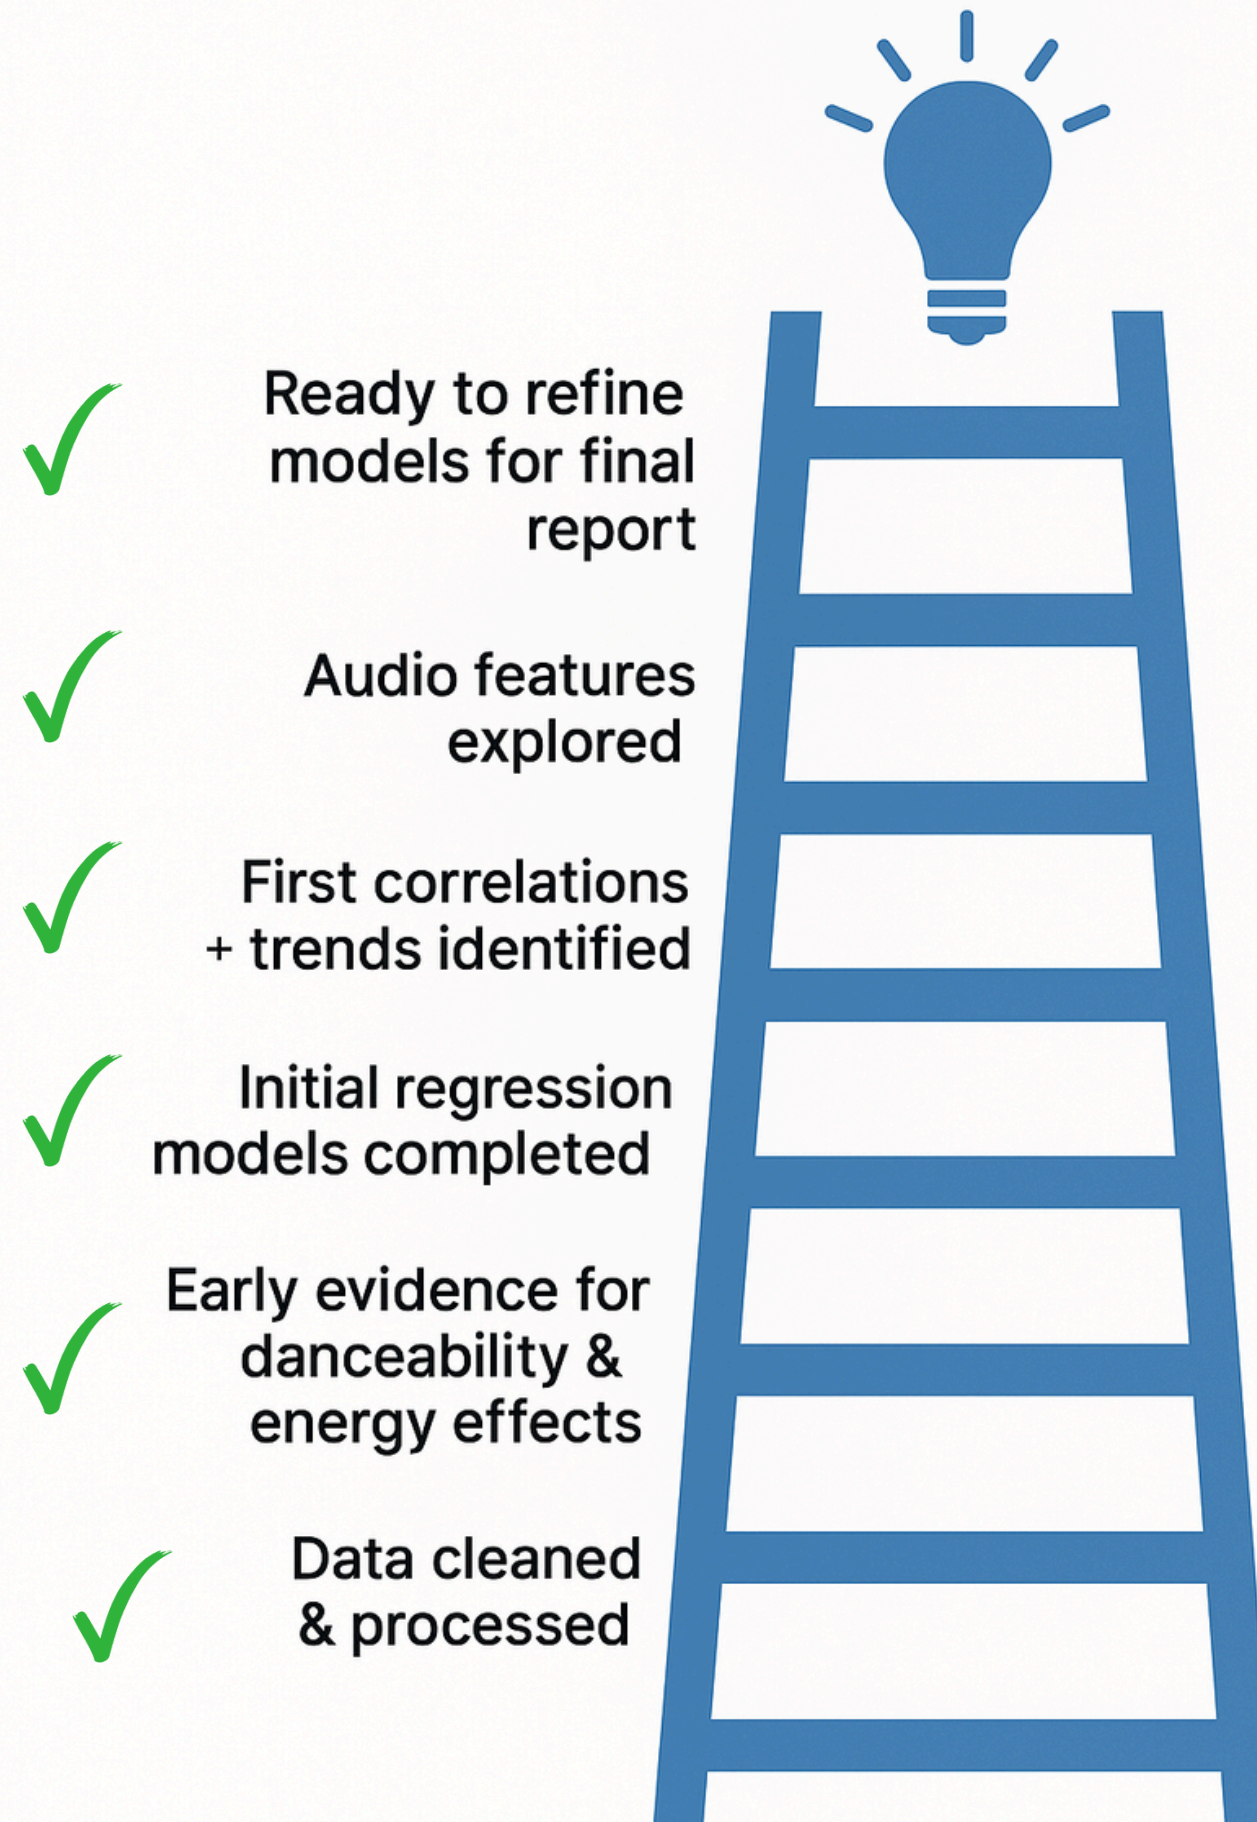 Ready to refine
models for final
report
Audio features
explored
First correlations
+ trends identified
Initial regression
models completed
Early evidence for
danceability &
energy effects
Data cleaned
& processed